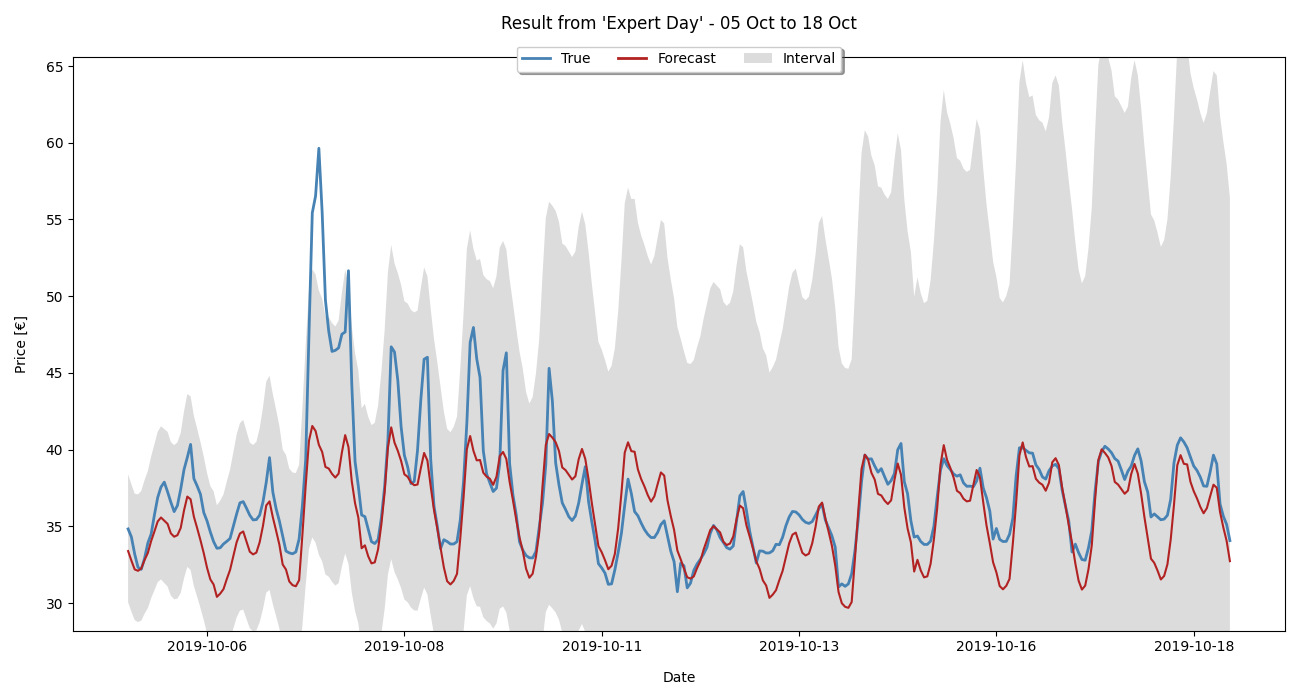 Result from 'Expert Day' - 05 Oct to 18 Oct
True Forecast Interval
65
60
55
50
45
40
35
30
Price [€]
2019-10-06 2019-10-08 2019-10-11 2019-10-13 2019-10-16 2019-10-18
Date